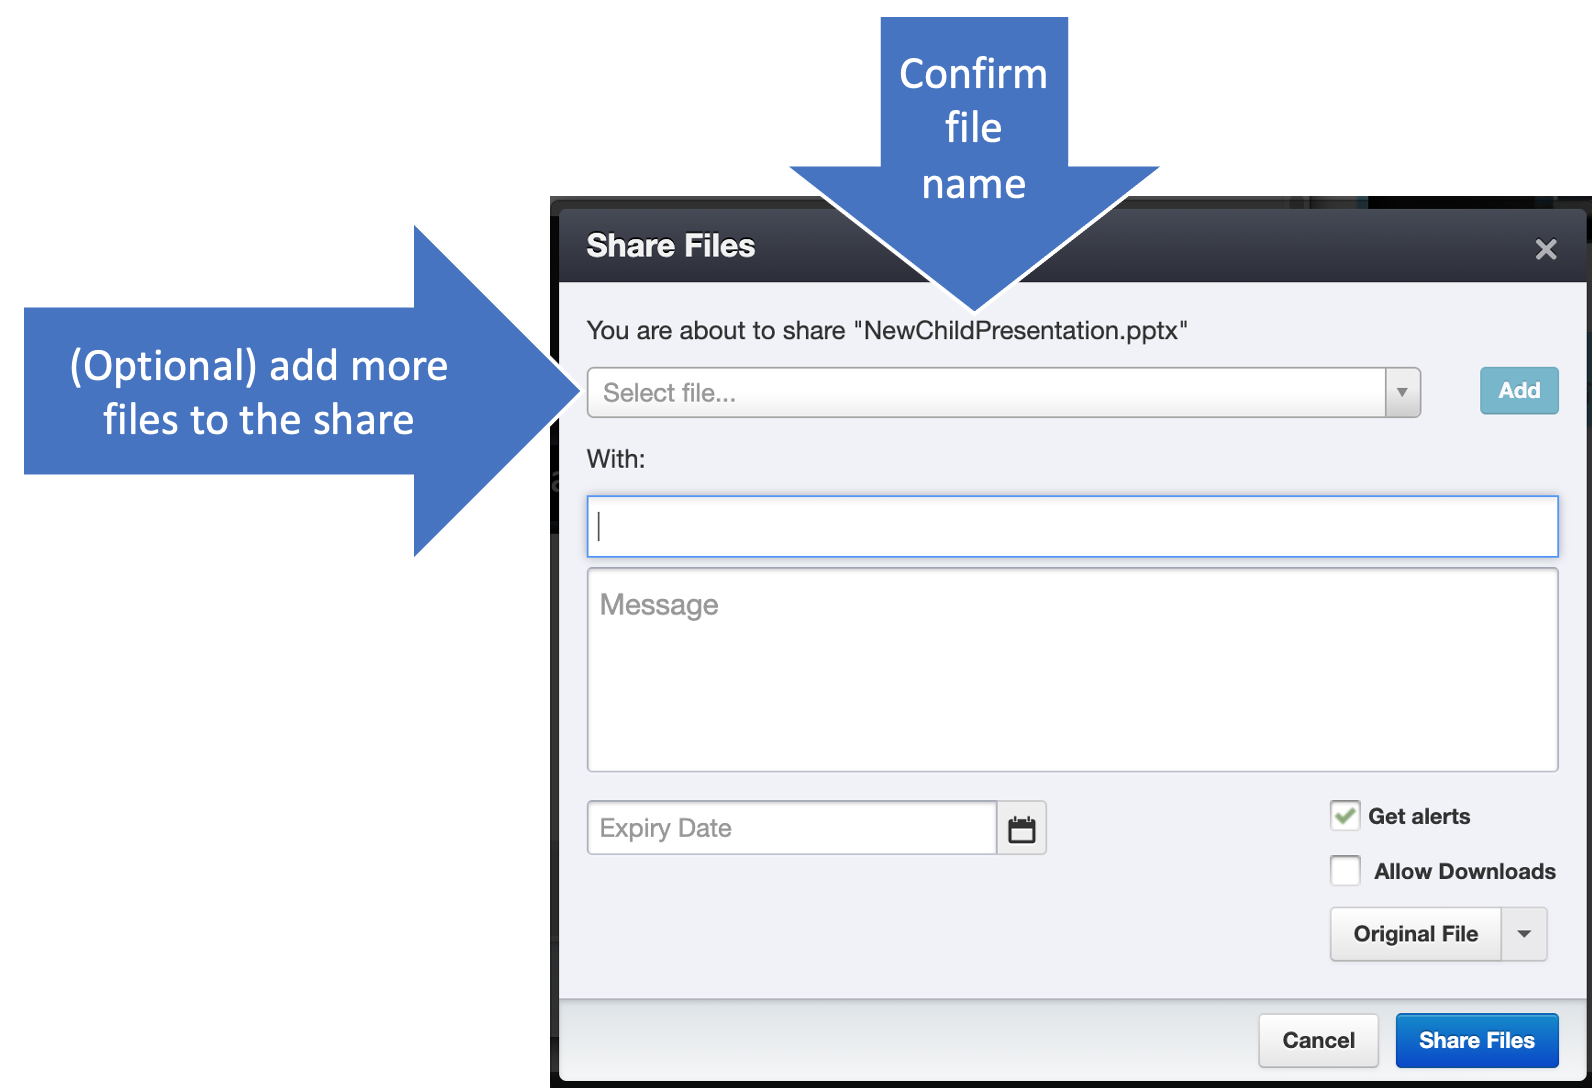 Confirm
file
name
(Optional) add more
files to the share
Share Files
You are about to share "NewChildPresentation.pptx"
Select file...
Add
With:
Message
Expiry Date
Get alerts
Allow Downloads
Original File
Cancel
Share Files